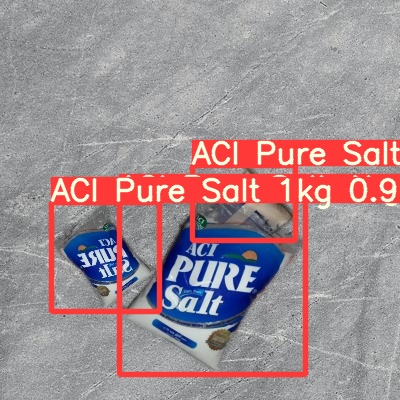 ACI Pure Salt
ACI Pure Salt 1kg 0.9
ACI
PURE
Salt
ACI
PURE
Salt